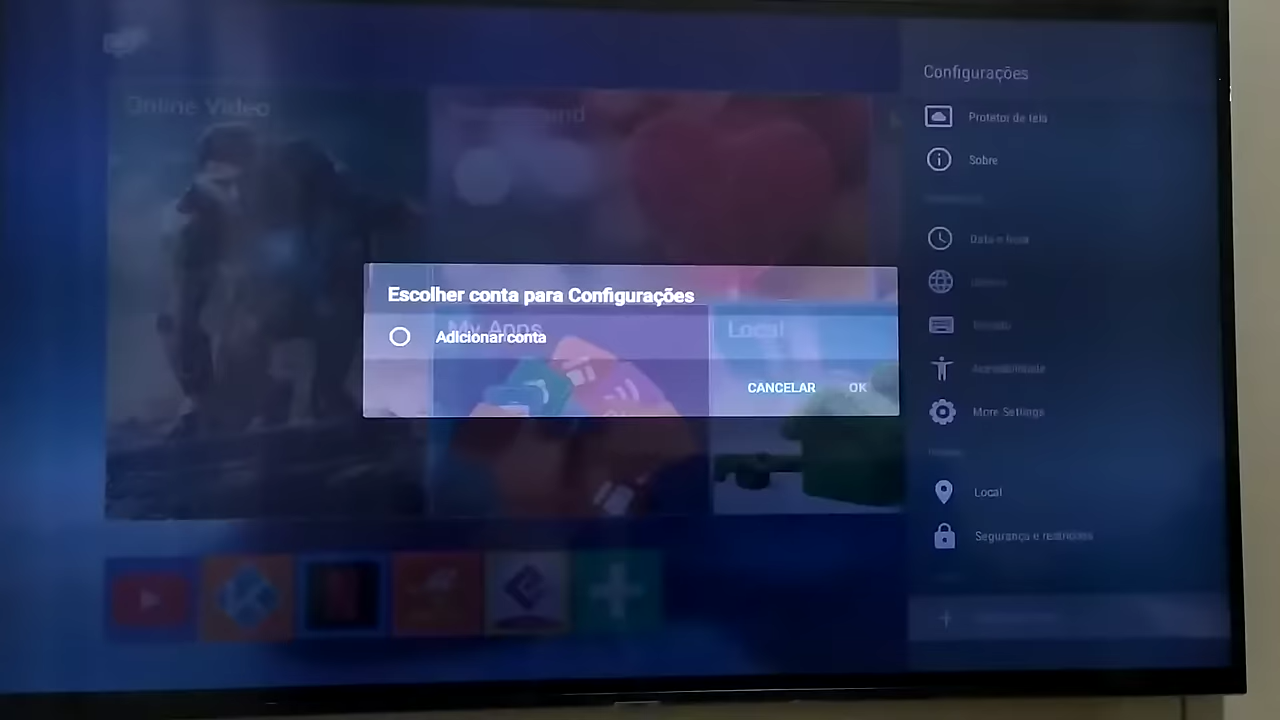 Online Video
Configurações
Protetor de tela
Sobre
Data e hora
Acessibilidade
More Settings
Local
Segurança e restrições
Escolher conta para Configurações
My Apps
Local
Adicionar conta
CANCELAR
OK